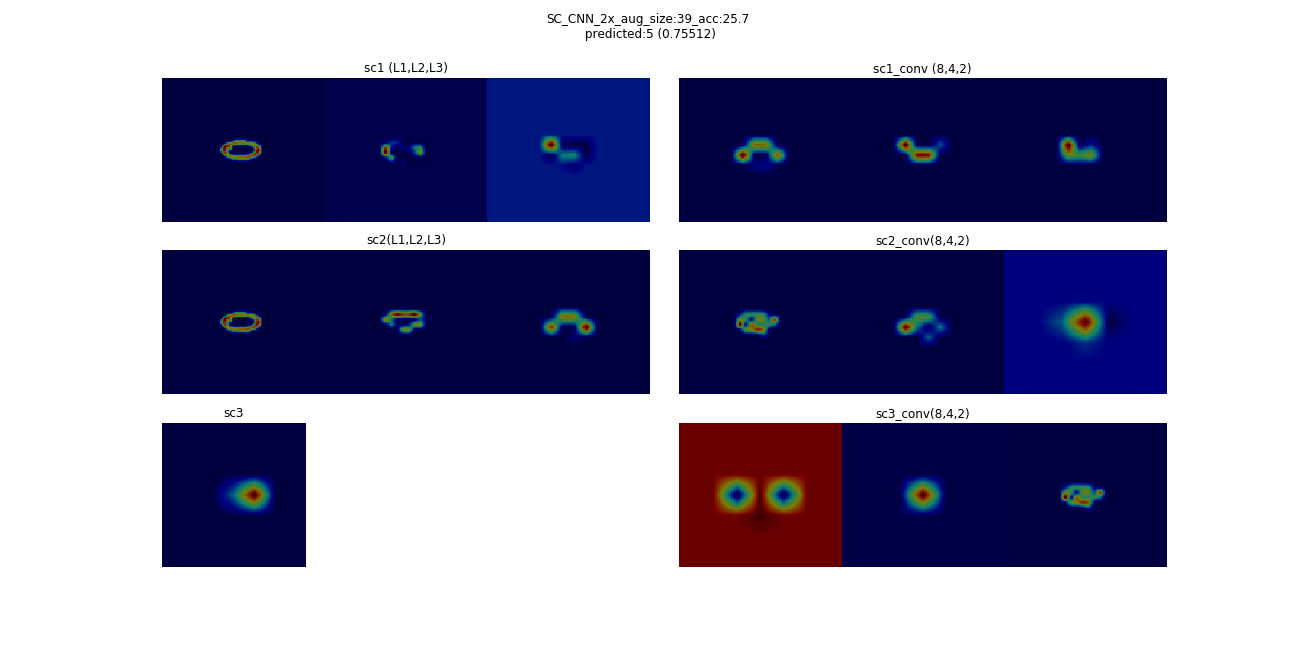 SC_CNN_2x_aug_size:39_acc:25.7
predicted:5 (0.75512)
sc1 (L1,L2,L3)
sc1_conv (8,4,2)
sc2(L1,L2,L3)
sc2_conv(8,4,2)
sc3
sc3_conv(8,4,2)